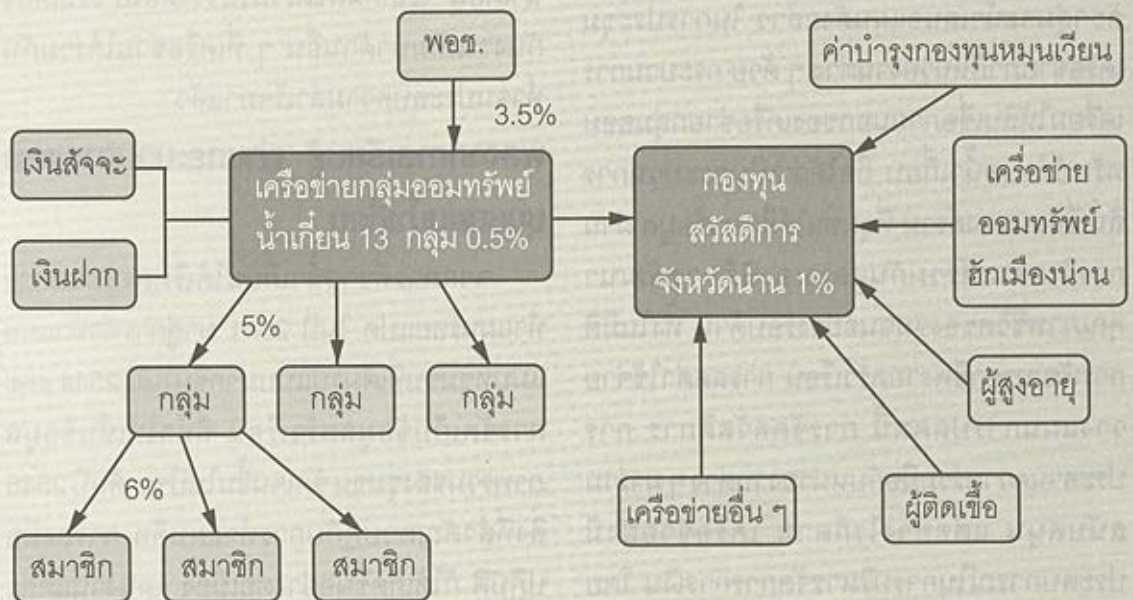 พอช.
ค่าบำรุงกองทุนหมุนเวียน
3.5%
เงินสัจจะ
เครือข่ายกลุ่มออมทรัพย์
น้ำเกี๋ยน 13 กลุ่ม 0.5%
กองทุน
สวัสดิการ
จังหวัดน่าน 1%
เครือข่าย
ออมทรัพย์
ฮักเมืองน่าน
เงินฝาก
5%
กลุ่ม
กลุ่ม
กลุ่ม
ผู้สูงอายุ
6%
เครือข่ายอื่น ๆ
ผู้ติดเชื้อ
สมาชิก
สมาชิก
สมาชิก